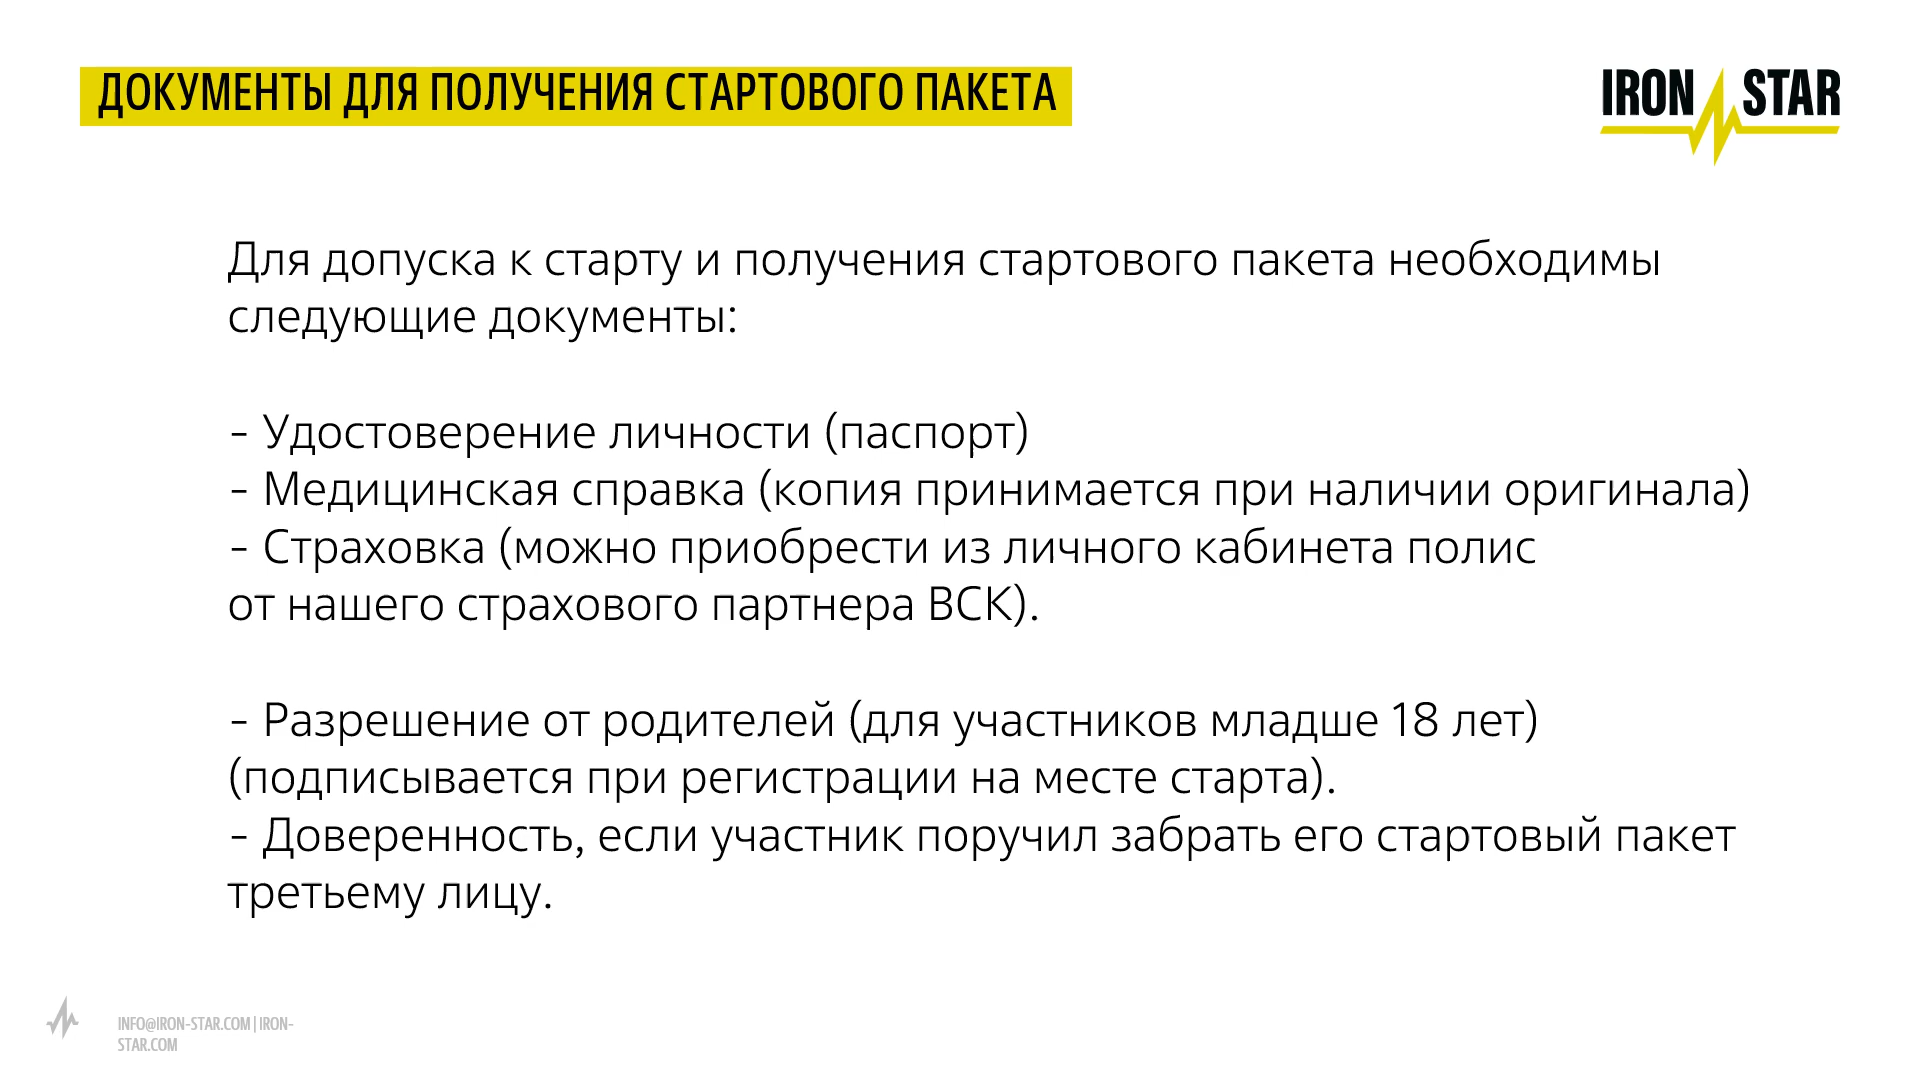 ДОКУМЕНТЫ ДЛЯ ПОЛУЧЕНИЯ СТАРТОВОГО ПАКЕТА
IRON STAR
Для допуска к старту и получения стартового пакета необходимы
следующие документы:
- Удостоверение личности (паспорт)
- Медицинская справка (копия принимается при наличии оригинала)
- Страховка (можно приобрести из личного кабинета полис
от нашего страхового партнера ВСК).
- Разрешение от родителей (для участников младше 18 лет)
(подписывается при регистрации на месте старта).
- Доверенность, если участник поручил забрать его стартовый пакет
третьему лицу.
INFO@IRON-STAR.COM | IRON-
STAR.COM